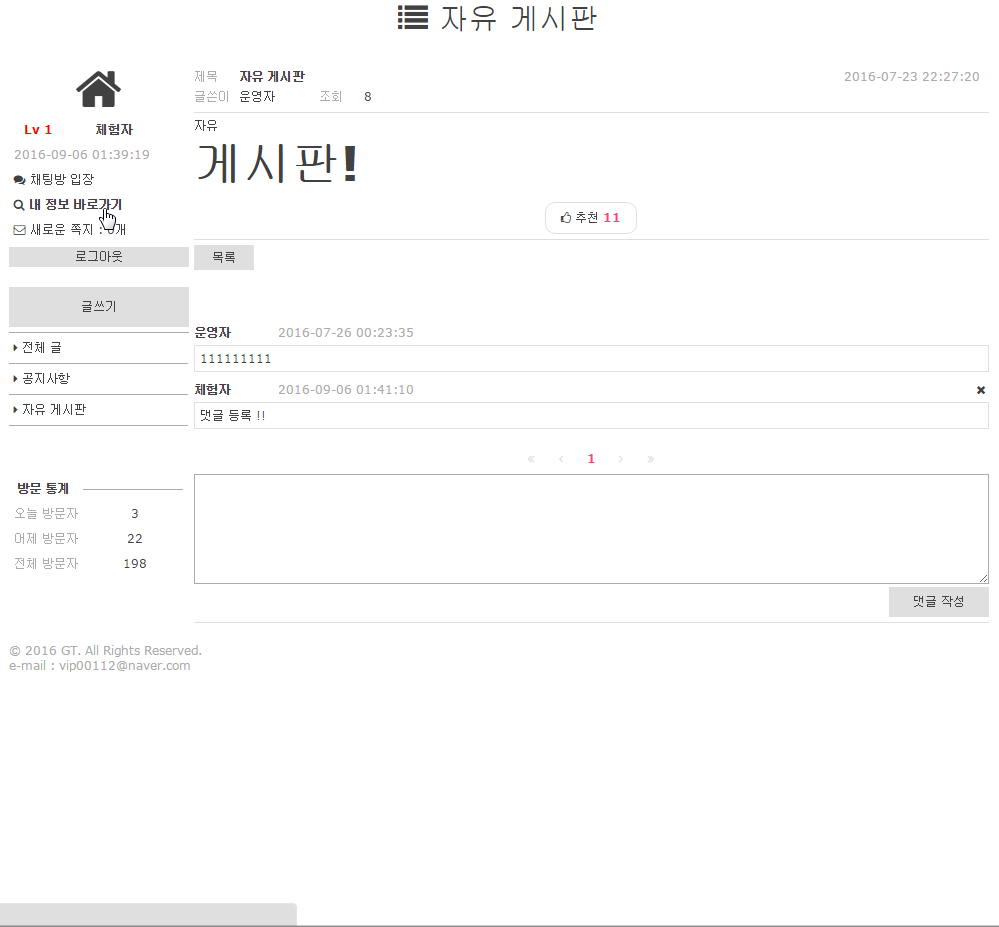 자유 게시판
Lv 1 체험자
2016-09-06 01:39:19
채팅방 입장
내 정보 바로가기
새로운 쪽지 : 0개
로그아웃
글쓰기
전체 글
공지사항
자유 게시판
방문 통계
오늘 방문자 3
어제 방문자 22
전체 방문자 198
제목 자유 게시판 2016-07-23 22:27:20
글쓴이 운영자 조회 8
자유
게시판!
추천 11
목록
운영자 2016-07-26 00:23:35
111111111
체험자 2016-09-06 01:41:10
댓글 등록 !!
« ‹ 1 › »
댓글 작성
© 2016 GT. All Rights Reserved.
e-mail : vip00112@naver.com